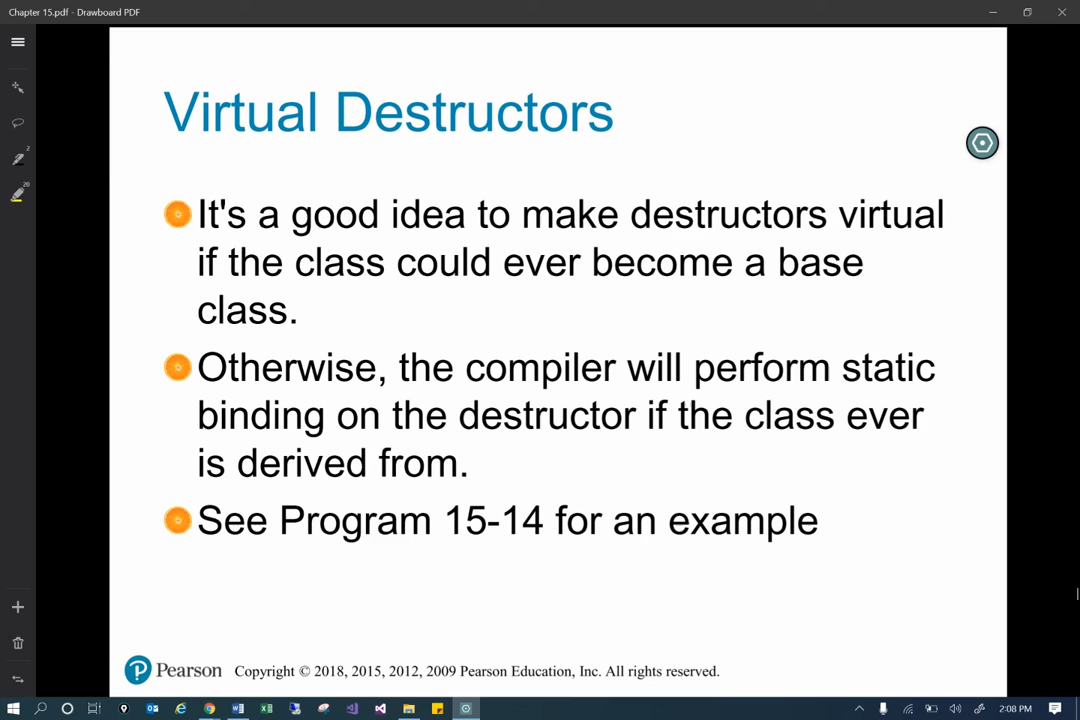 Chapter 15.pdf - Drawboard PDF
Virtual Destructors
It's a good idea to make destructors virtual
if the class could ever become a base
class.
Otherwise, the compiler will perform static
binding on the destructor if the class ever
is derived from.
See Program 15-14 for an example
2
20
P Pearson Copyright © 2018, 2015, 2012, 2009 Pearson Education, Inc. All rights reserved.
2:08 PM